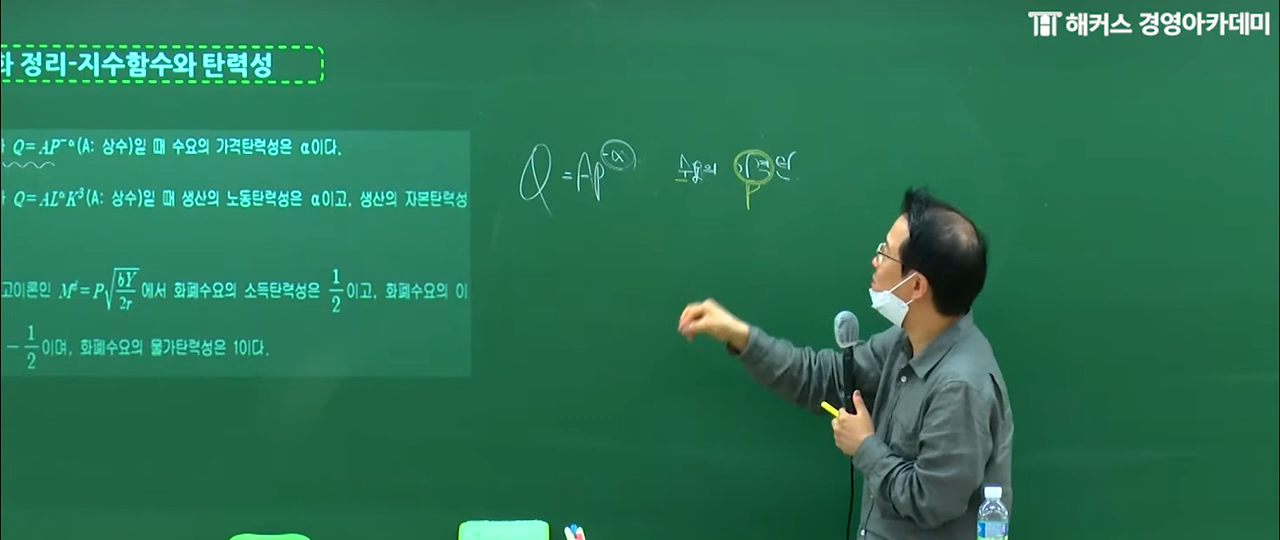 해커스 경영아카데미
화 정리-지수함수와 탄력성
Q=AP^{-α}(A: 상수)일 때 수요의 가격탄력성은 α이다.
Q=AL^{α}K^{3}(A: 상수)일 때 생산의 노동탄력성은 α이고, 생산의 자본탄력성
고이론인 M^{d}=P√(bY/2r)에서 화폐수요의 소득탄력성은 1/2이고, 화폐수요의 이
-1/2이며, 화폐수요의 물가탄력성은 1이다.
Q=AP^{-α} 수요의 가격탄
P